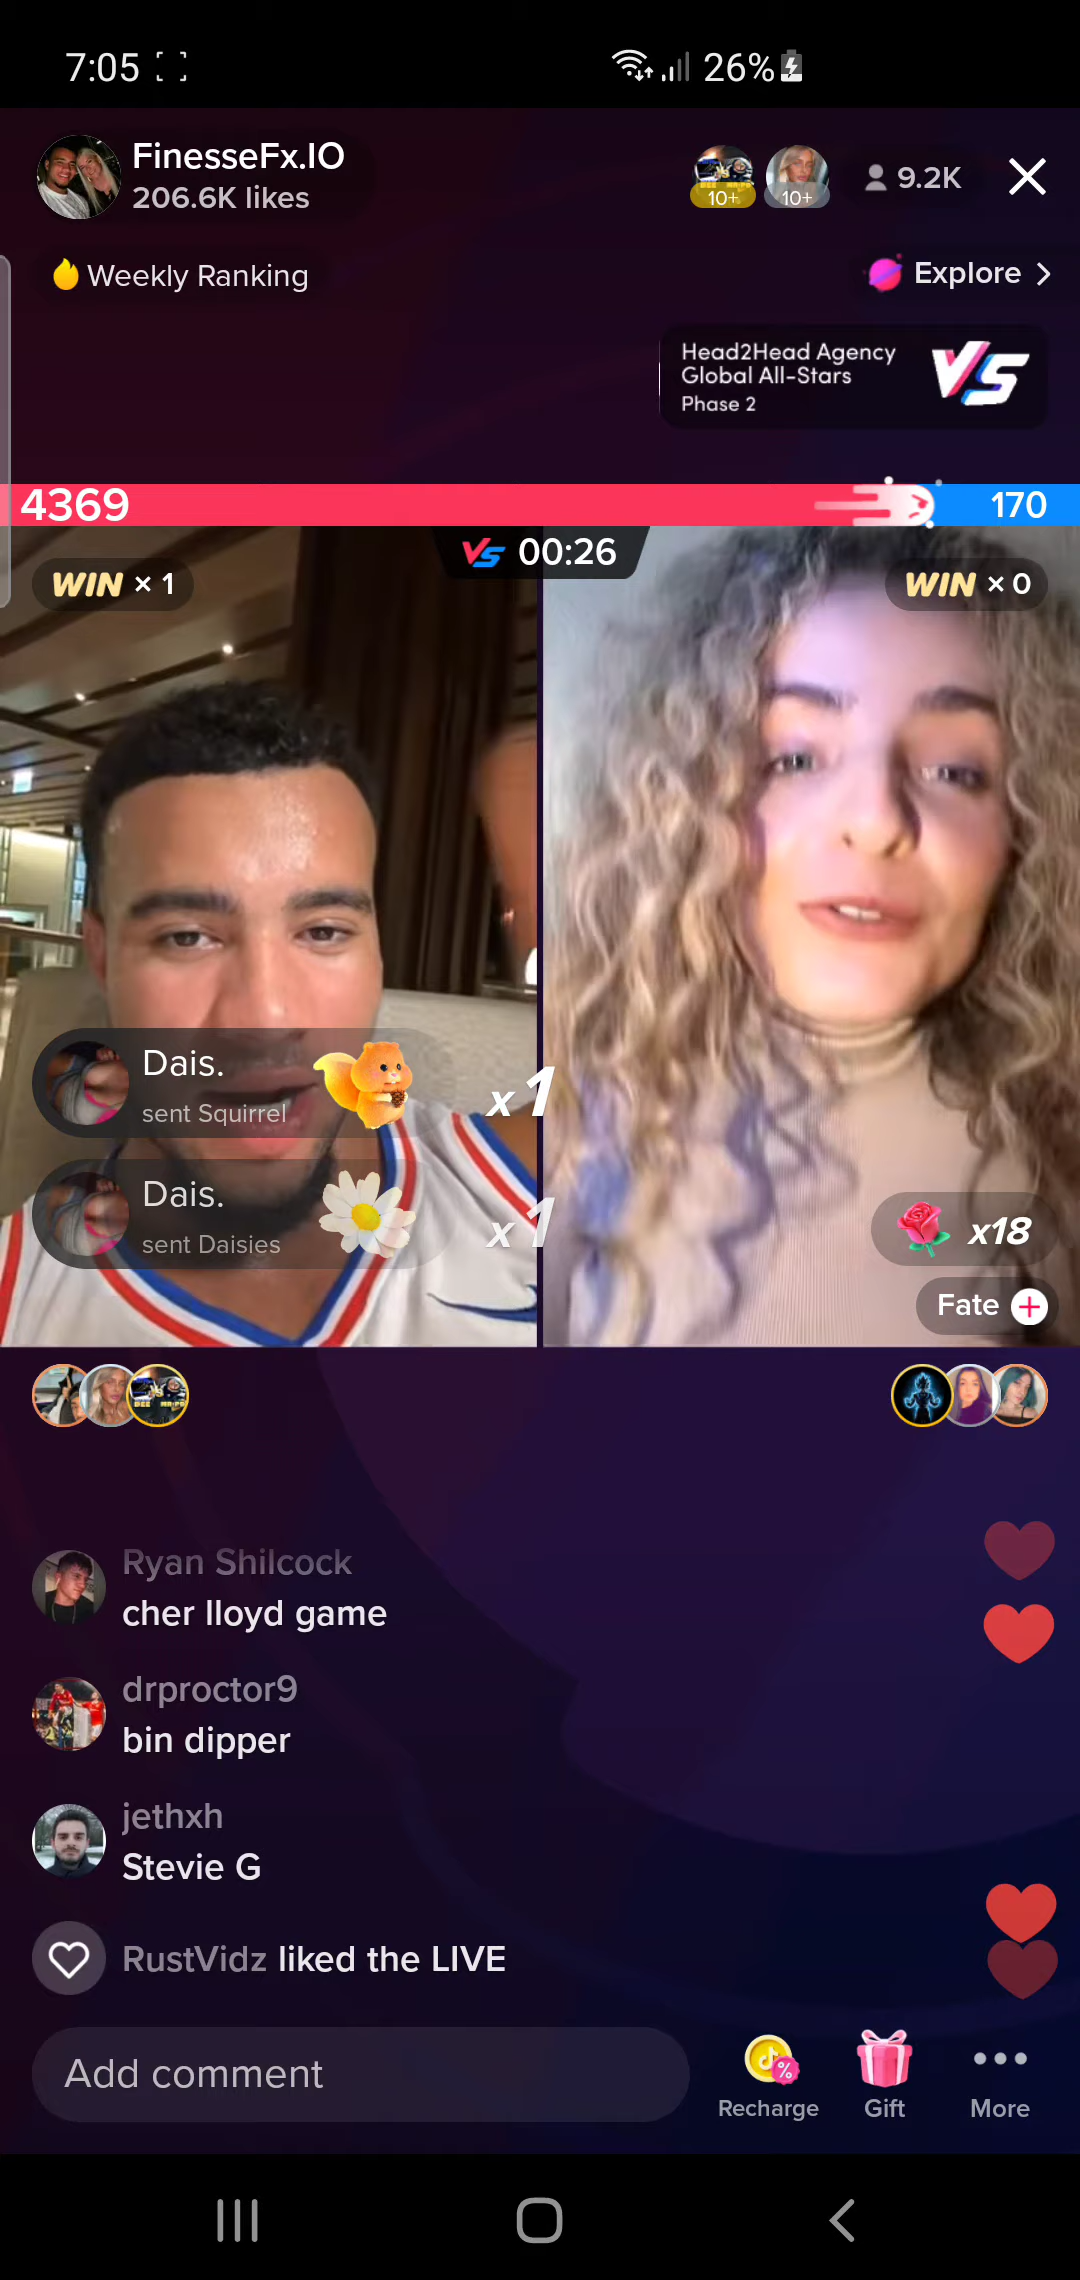 7:05
26%
FinesseFx.IO
206.6K likes
10+
10+
9.2K
Weekly Ranking
Explore
Head2Head Agency
Global All-Stars
Phase 2
VS
4369
170
VS 00:26
WIN × 1
WIN × 0
Dais.
sent Squirrel
x1
Dais.
sent Daisies
x1
x18
Fate
Ryan Shilcock
cher lloyd game
drproctor9
bin dipper
jethxh
Stevie G
RustVidz liked the LIVE
Add comment
%
Recharge
Gift
More